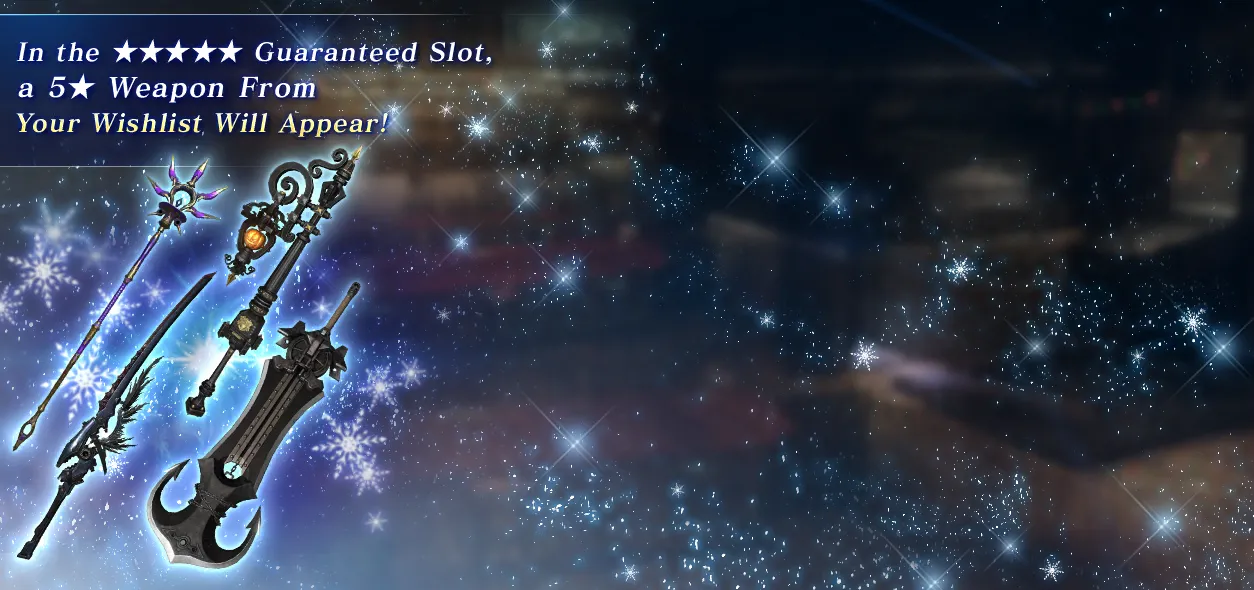 In the ★★★★★ Guaranteed Slot,
a 5★ Weapon From
Your Wishlist Will Appear!